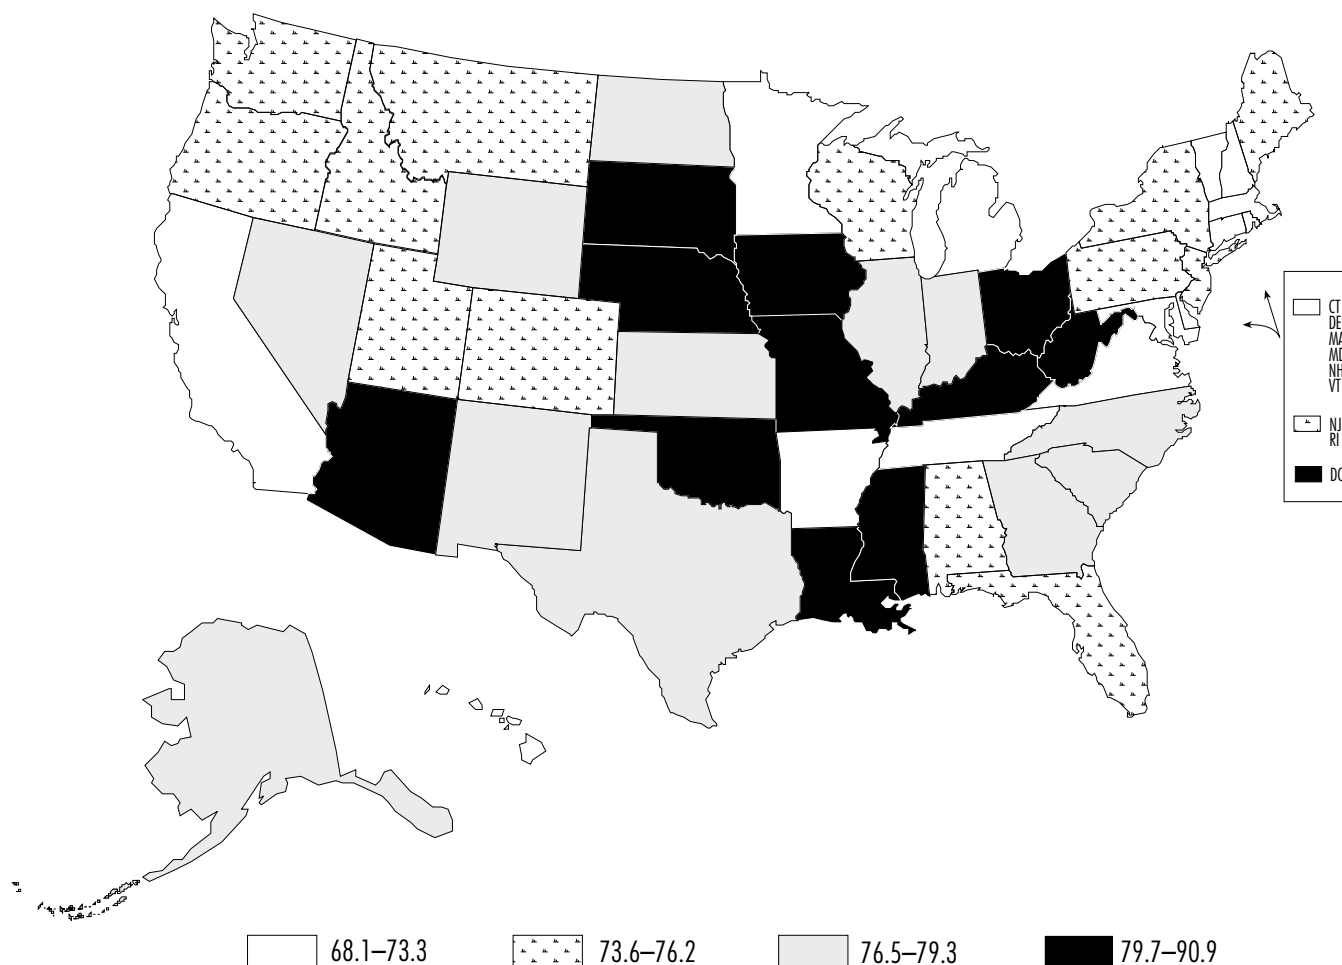 CT
DE
MA
MD
NH
VT
NJ
RI
DC
68.1–73.3
73.6–76.2
76.5–79.3
79.7–90.9